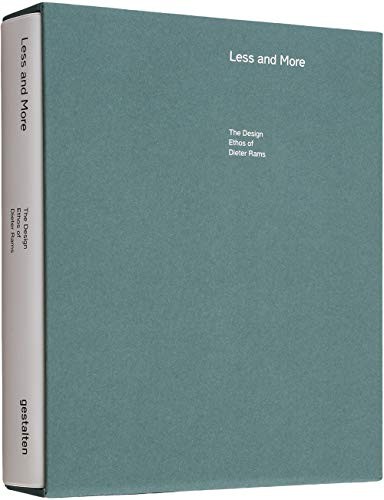 Less and More
The Design
Ethos of
Dieter Rams
gestalten
Less and More
The Design
Ethos of
Dieter Rams